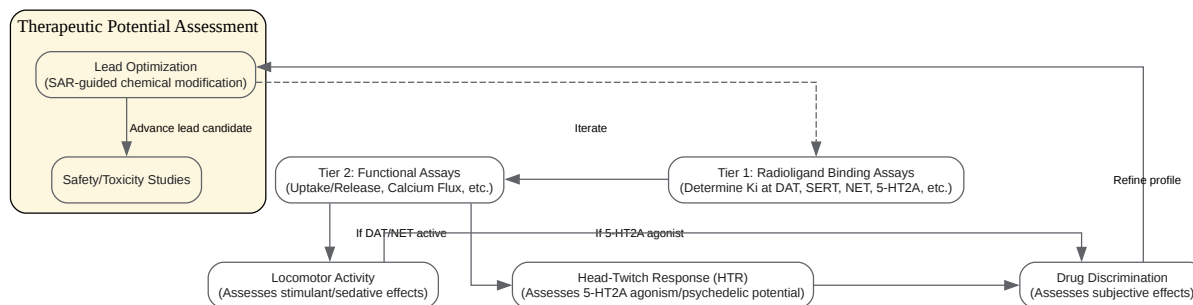 Therapeutic Potential Assessment
Lead Optimization
(SAR-guided chemical modification)
Advance lead candidate
Iterate
Safety/Toxicity Studies
Tier 2: Functional Assays
(Uptake/Release, Calcium Flux, etc.)
Tier 1: Radioligand Binding Assays
(Determine Ki at DAT, SERT, NET, 5-HT2A, etc.)
Refine profile
If DAT/NET active
If 5-HT2A agonist
Locomotor Activity
(Assesses stimulant/sedative effects)
Head-Twitch Response (HTR)
(Assesses 5-HT2A agonism/psychedelic potential)
Drug Discrimination
(Assesses subjective effects)